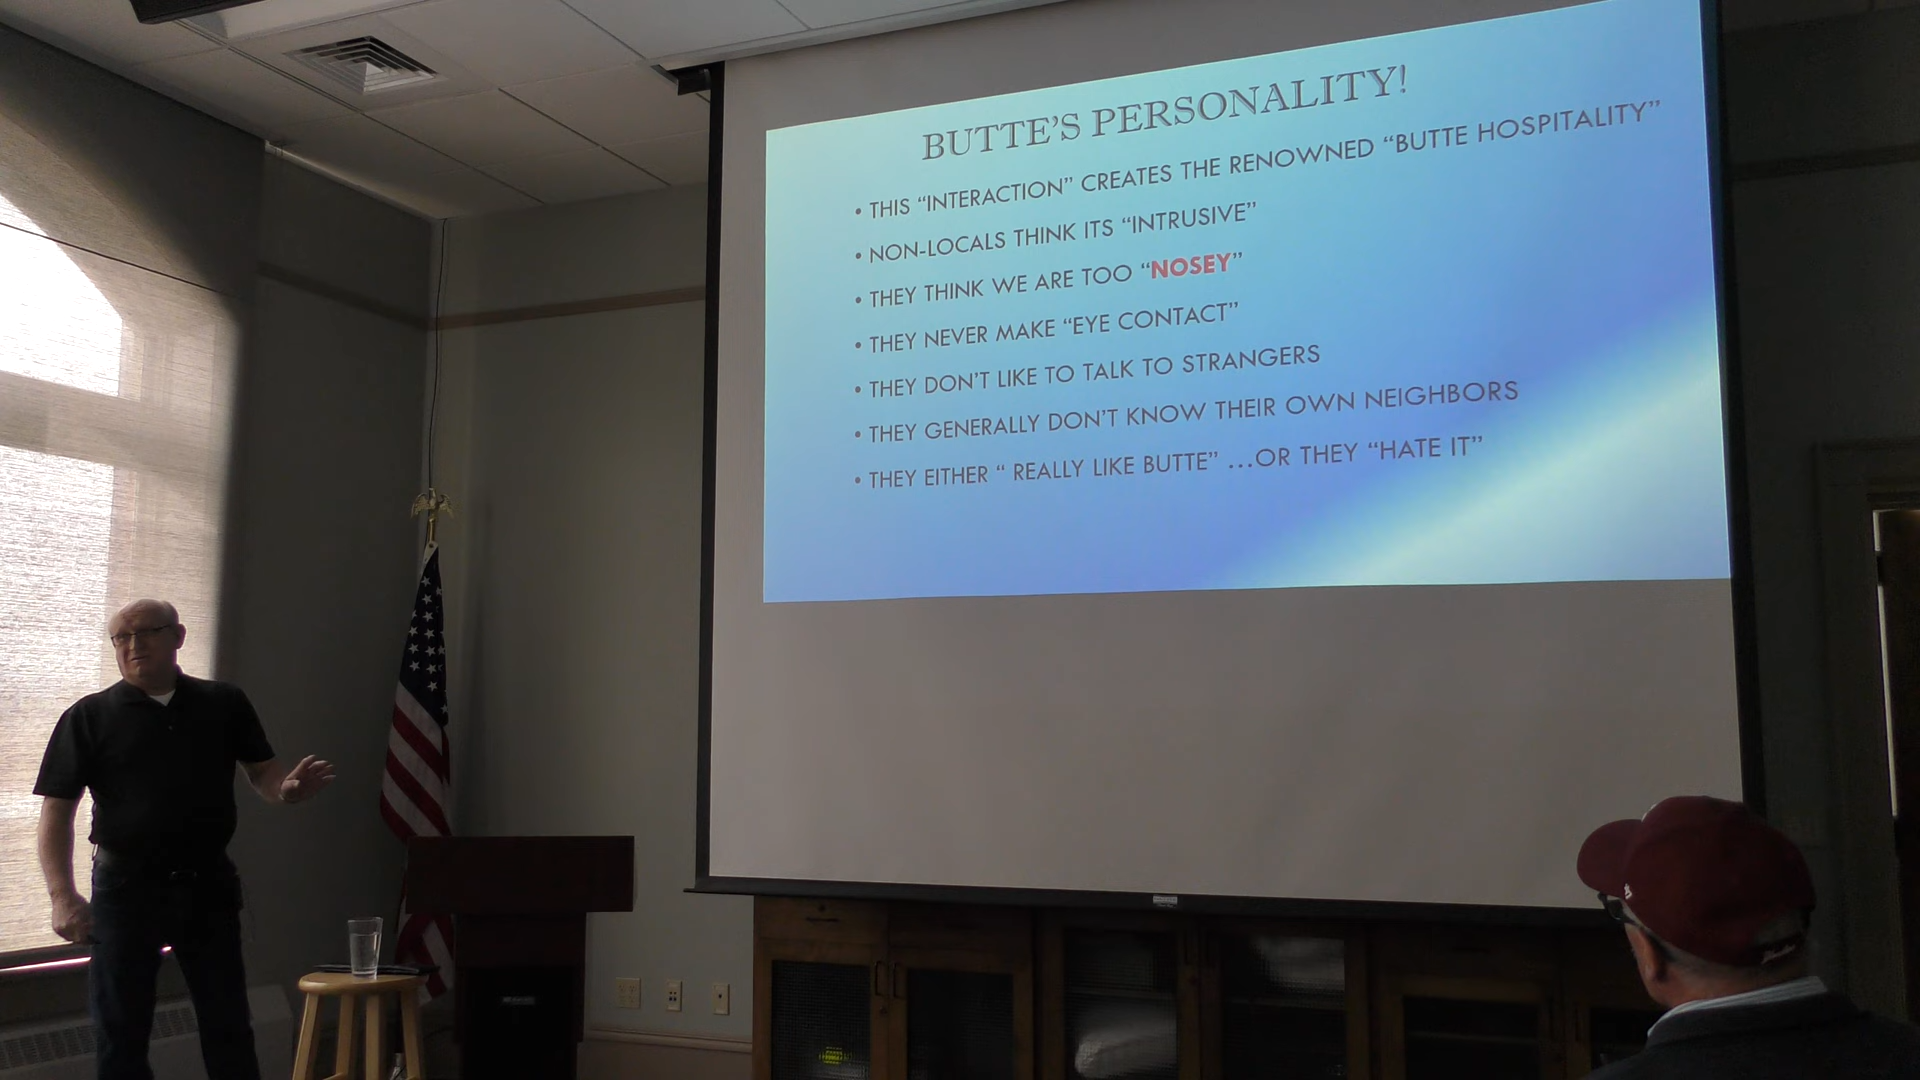 BUTTE’S PERSONALITY!
• THIS “INTERACTION” CREATES THE RENOWNED “BUTTE HOSPITALITY”
• NON-LOCALS THINK ITS “INTRUSIVE”
• THEY THINK WE ARE TOO “NOSEY”
• THEY NEVER MAKE “EYE CONTACT”
• THEY DON’T LIKE TO TALK TO STRANGERS
• THEY GENERALLY DON’T KNOW THEIR OWN NEIGHBORS
• THEY EITHER “ REALLY LIKE BUTTE” ...OR THEY “HATE IT”